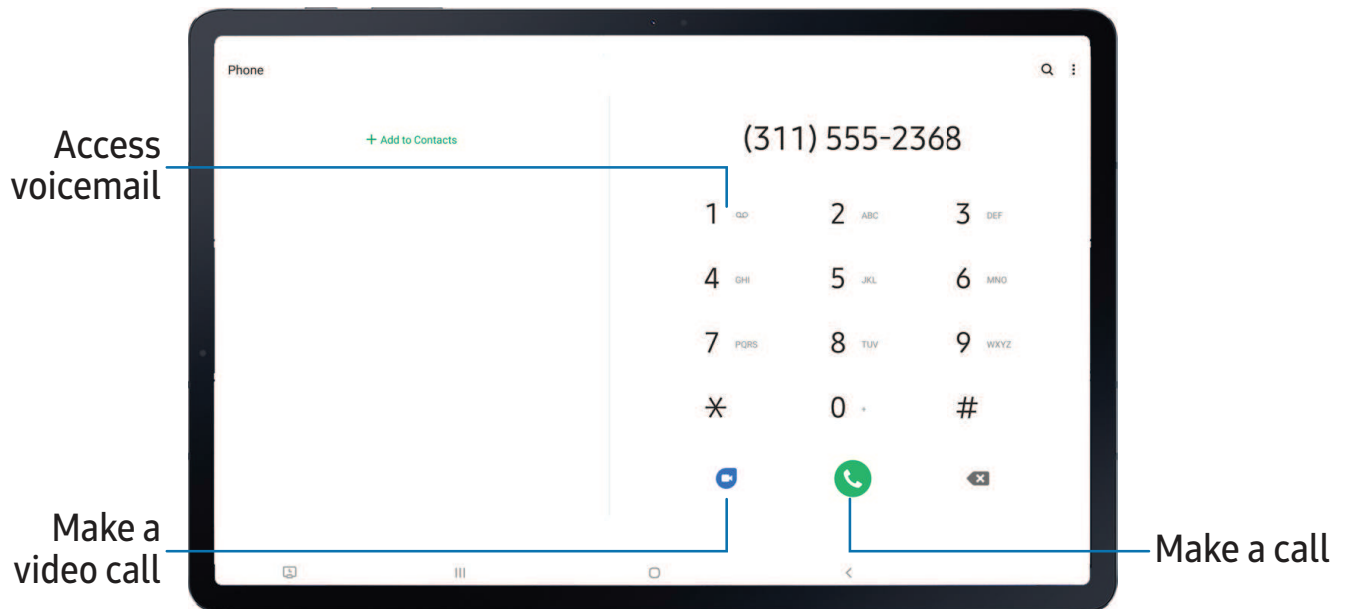 Phone
Access
voicemail
+ Add to Contacts
(311) 555-2368
1
2 ABC
3 DEF
4 GHI
5 JKL
6 MNO
7 PQRS
8 TUV
9 WXYZ
*
0 +
#
Make a
video call
Make a call